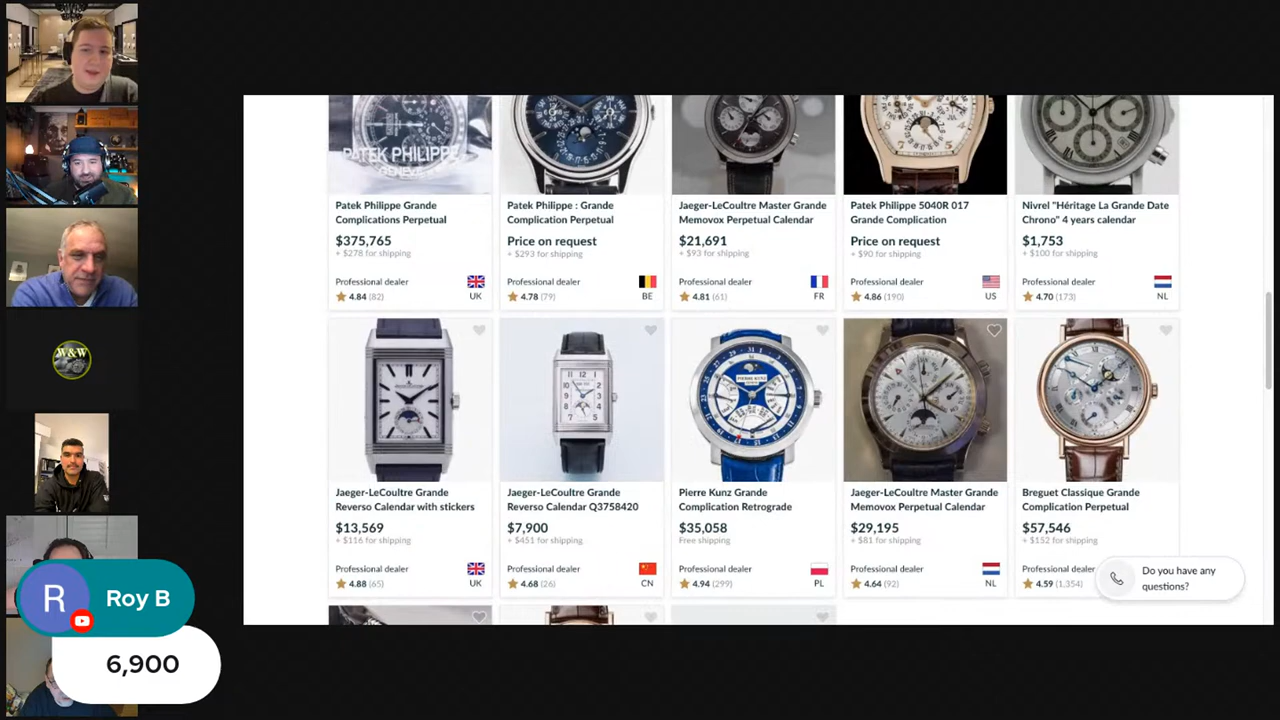 PATEK PHILIPPE
GENEVE
Patek Philippe Grande
Complications Perpetual
$375,765
+ $278 for shipping
Professional dealer
4.84 (82)
UK
Patek Philippe : Grande
Complication Perpetual
Price on request
+ $293 for shipping
Professional dealer
4.78 (79)
BE
Jaeger-LeCoultre Master Grande
Memovox Perpetual Calendar
$21,691
+ $93 for shipping
Professional dealer
4.81 (61)
FR
Patek Philippe 5040R 017
Grande Complication
Price on request
+ $90 for shipping
Professional dealer
4.86 (190)
US
Nivrel "Héritage La Grande Date
Chrono" 4 years calendar
$1,753
+ $100 for shipping
Professional dealer
4.70 (173)
NL
W&W
Jaeger-LeCoultre Grande
Reverso Calendar with stickers
$13,569
+ $116 for shipping
Professional dealer
4.88 (65)
UK
Jaeger-LeCoultre Grande
Reverso Calendar Q3758420
$7,900
+ $451 for shipping
Professional dealer
4.68 (26)
CN
PIERRE KUNZ
Pierre Kunz Grande
Complication Retrograde
$35,058
Free shipping
Professional dealer
4.94 (299)
PL
Jaeger-LeCoultre Master Grande
Memovox Perpetual Calendar
$29,195
+ $81 for shipping
Professional dealer
4.64 (92)
NL
Breguet Classique Grande
Complication Perpetual
$57,546
+ $152 for shipping
Professional dealer
4.59 (1,354)
Do you have any
questions?
R
Roy B
6,900